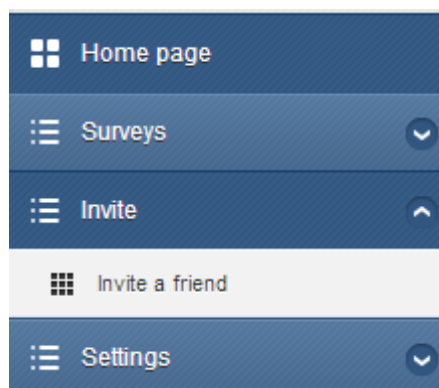 Home page
Surveys
Invite
Invite a friend
Settings